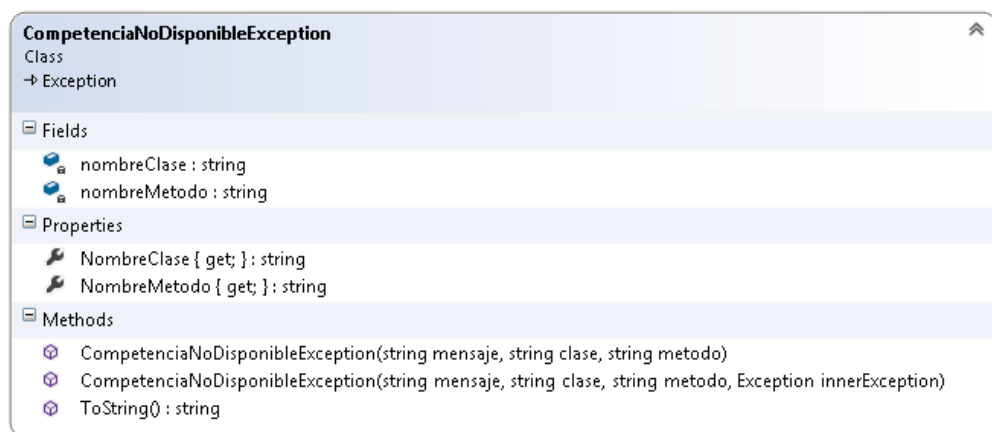 CompetenciaNoDisponibleException
Class
Exception
Fields
nombreClase : string
nombreMetodo : string
Properties
NombreClase { get; } : string
NombreMetodo { get; } : string
Methods
CompetenciaNoDisponibleException(string mensaje, string clase, string metodo)
CompetenciaNoDisponibleException(string mensaje, string clase, string metodo, Exception innerException)
ToString() : string